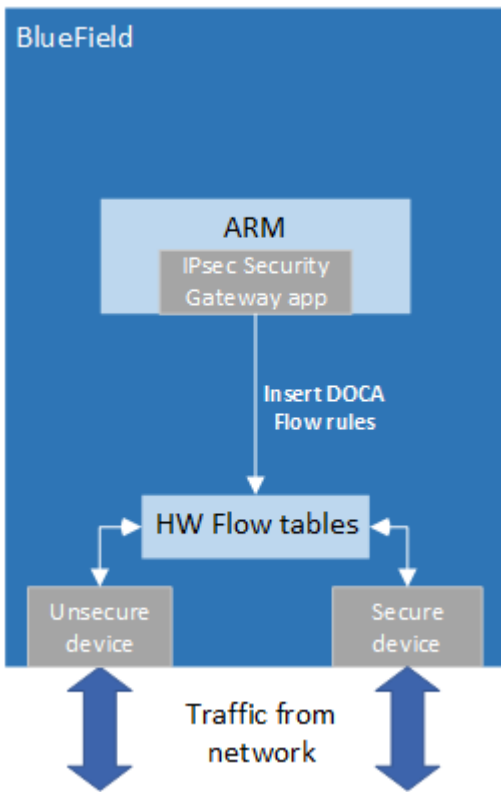 BlueField
ARM
IPsec Security
Gateway app
Insert DOCA
Flow rules
HW Flow tables
Unsecure
device
Secure
device
Traffic from
network